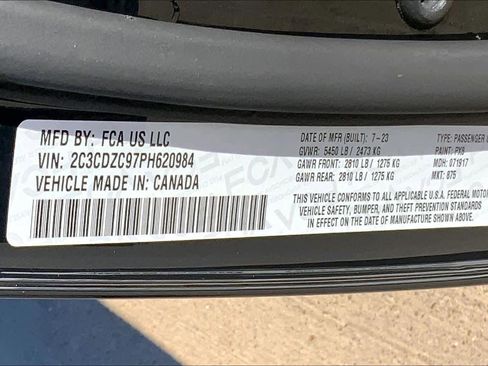 MFD BY: FCA US LLC
VIN: 2C3CDZC97PH620984
VEHICLE MADE IN: CANADA
DATE OF MFR (BUILT): 7-23
GVWR: 5450 LB / 2473 KG
GAWR FRONT: 2810 LB / 1275 KG
GAWR REAR: 2810 LB / 1275 KG
TYPE: PASSENGER
PAINT: PX8
MDH: 071917
MKT: 875
THIS VEHICLE CONFORMS TO ALL APPLICABLE U.S.A. FEDERAL MOTOR
VEHICLE SAFETY, BUMPER, AND THEFT PREVENTION STANDARDS
IN EFFECT ON THE DATE OF MANUFACTURE SHOWN ABOVE.